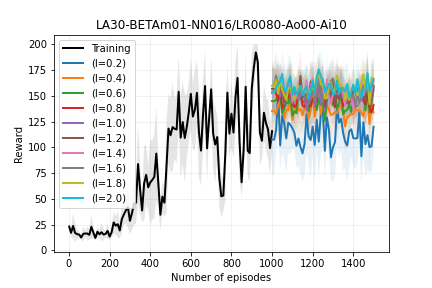 LA30-BETAm01-NN016/LR0080-Ao00-Ai10
200
175
150
125
100
75
50
25
0
Reward
Training
(l=0.2)
(l=0.4)
(l=0.6)
(l=0.8)
(l=1.0)
(l=1.2)
(l=1.4)
(l=1.6)
(l=1.8)
(l=2.0)
0 200 400 600 800 1000 1200 1400
Number of episodes